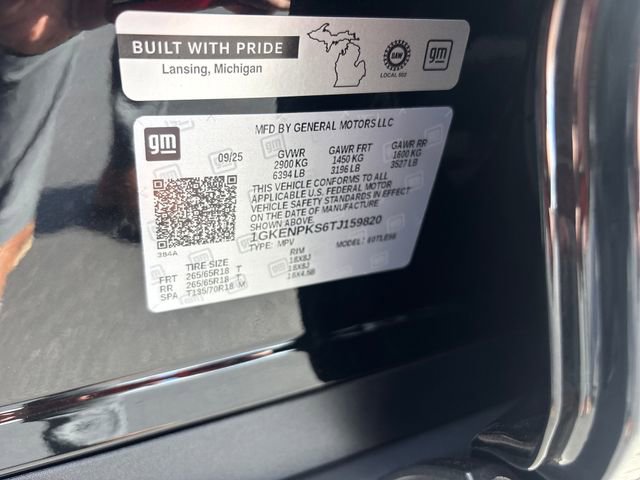 BUILT WITH PRIDE
Lansing, Michigan
UAW
LOCAL 602
gm
gm
MFD BY GENERAL MOTORS LLC
09/25 GVWR GAWR FRT GAWR RR
2900 KG 1450 KG 1600 KG
6394 LB 3196 LB 3527 LB
THIS VEHICLE CONFORMS TO ALL
APPLICABLE U.S. FEDERAL MOTOR
VEHICLE SAFETY STANDARDS IN EFFECT
ON THE DATE OF MANUFACTURE
SHOWN ABOVE.
1GKENPKS6TJ159820
TYPE: MPV MODEL:
384A
TIRE SIZE RIM
FRT 265/65R18 T 18X8J
RR 265/65R18 T 18X8J
SPA T135/70R18 M 18X4.5B